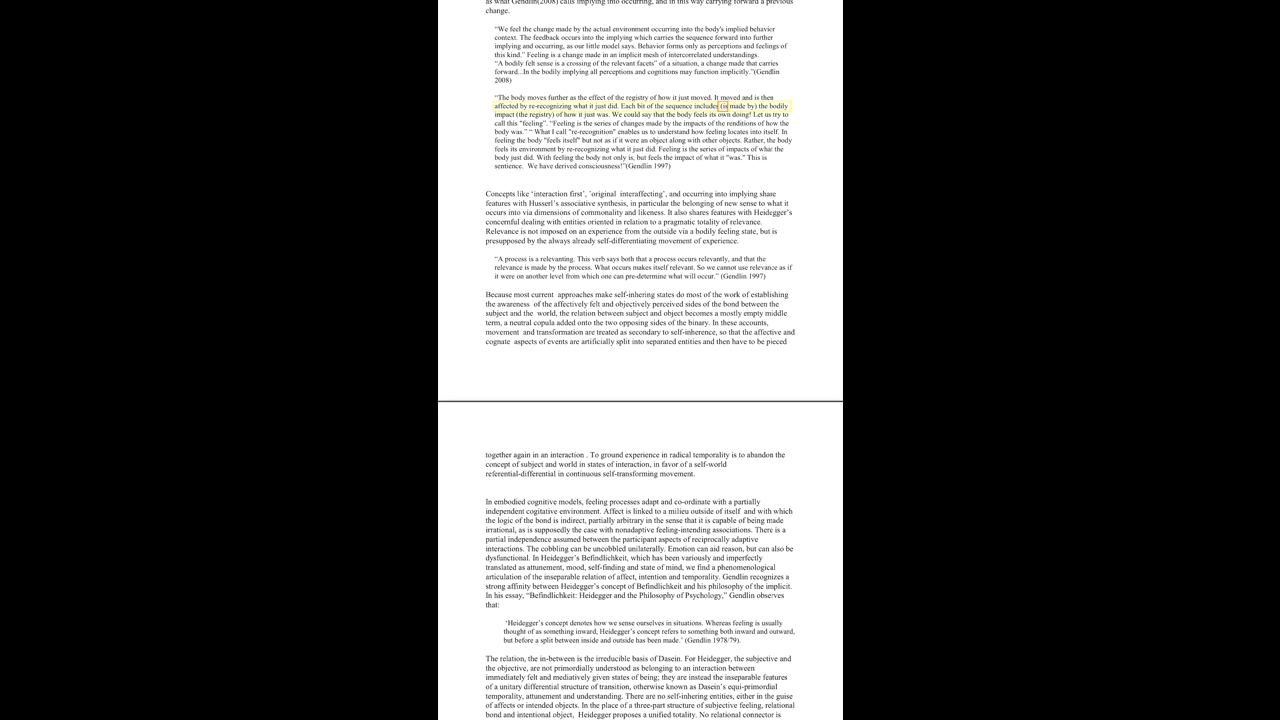 as what Gendlin(2008) calls implying into occurring, and in this way carrying forward a previous
change.
“We feel the change made by the actual environment occurring into the body's implied behavior
context. The feedback occurs into the implying which carries the sequence forward into further
implying and occurring, as our little model says. Behavior forms only as perceptions and feelings of
this kind.” Feeling is a change made in an implicit mesh of intercorrelated understandings.
“A bodily felt sense is a crossing of the relevant facets” of a situation, a change made that carries
forward...In the bodily implying all perceptions and cognitions may function implicitly.”(Gendlin
2008)
“The body moves further as the effect of the registry of how it just moved. It moved and is then
affected by re-recognizing what it just did. Each bit of the sequence includes (is made by) the bodily
impact (the registry) of how it just was. We could say that the body feels its own doing! Let us try to
call this "feeling”. “Feeling is the series of changes made by the impacts of the renditions of how the
body was.” “ What I call "re-recognition" enables us to understand how feeling locates into itself. In
feeling the body "feels itself" but not as if it were an object along with other objects. Rather, the body
feels its environment by re-recognizing what it just did. Feeling is the series of impacts of what the
body just did. With feeling the body not only is, but feels the impact of what it "was." This is
sentience.  We have derived consciousness!”(Gendlin 1997)
Concepts like ‘interaction first’, ’original  interaffecting’, and occurring into implying share
features with Husserl’s associative synthesis, in particular the belonging of new sense to what it
occurs into via dimensions of commonality and likeness. It also shares features with Heidegger’s
concernful dealing with entities oriented in relation to a pragmatic totality of relevance.
Relevance is not imposed on an experience from the outside via a bodily feeling state, but is
presupposed by the always already self-differentiating movement of experience.
“A process is a relevanting. This verb says both that a process occurs relevantly, and that the
relevance is made by the process. What occurs makes itself relevant. So we cannot use relevance as if
it were on another level from which one can pre-determine what will occur.” (Gendlin 1997)
Because most current  approaches make self-inhering states do most of the work of establishing
the awareness  of the affectively felt and objectively perceived sides of the bond between the
subject and the  world, the relation between subject and object becomes a mostly empty middle
term, a neutral copula added onto the two opposing sides of the binary. In these accounts,
movement  and transformation are treated as secondary to self-inherence, so that the affective and
cognate  aspects of events are artificially split into separated entities and then have to be pieced
together again in an interaction . To ground experience in radical temporality is to abandon the
concept of subject and world in states of interaction, in favor of a self-world
referential-differential in continuous self-transforming movement.
In embodied cognitive models, feeling processes adapt and co-ordinate with a partially
independent cogitative environment. Affect is linked to a milieu outside of itself  and with which
the logic of the bond is indirect, partially arbitrary in the sense that it is capable of being made
irrational, as is supposedly the case with nonadaptive feeling-intending associations. There is a
partial independence assumed between the participant aspects of reciprocally adaptive
interactions. The cobbling can be uncobbled unilaterally. Emotion can aid reason, but can also be
dysfunctional. In Heidegger’s Befindlichkeit, which has been variously and imperfectly
translated as attunement, mood, self-finding and state of mind, we find a phenomenological
articulation of the inseparable relation of affect, intention and temporality. Gendlin recognizes a
strong affinity between Heidegger’s concept of Befindlichkeit and his philosophy of the implicit.
In his essay, “Befindlichkeit: Heidegger and the Philosophy of Psychology,” Gendlin observes
that:
‘Heidegger’s concept denotes how we sense ourselves in situations. Whereas feeling is usually
thought of as something inward, Heidegger’s concept refers to something both inward and outward,
but before a split between inside and outside has been made.’ (Gendlin 1978/79).
The relation, the in-between is the irreducible basis of Dasein. For Heidegger, the subjective and
the objective, are not primordially understood as belonging to an interaction between
immediately felt and mediatively given states of being; they are instead the inseparable features
of a unitary differential structure of transition, otherwise known as Dasein’s equi-primordial
temporality, attunement and understanding. There are no self-inhering entities, either in the guise
of affects or intended objects. In the place of a three-part structure of subjective feeling, relational
bond and intentional object,  Heidegger proposes a unified totality. No relational connector is